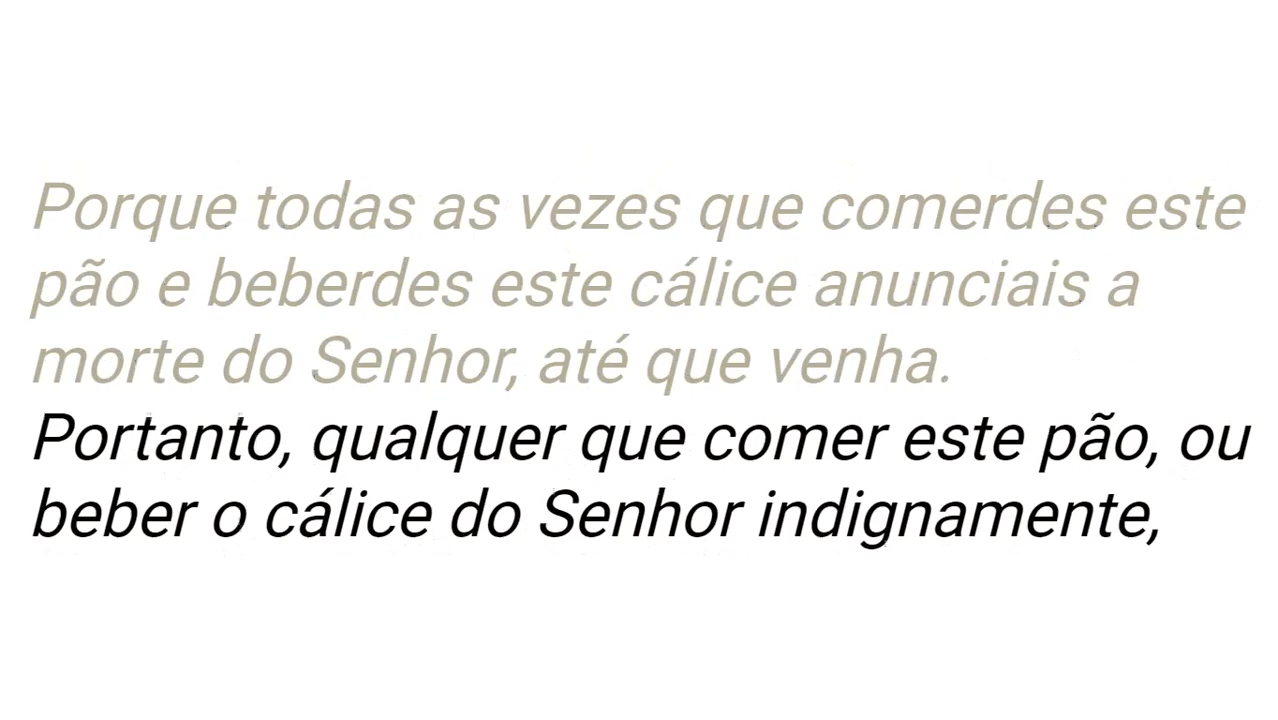 Porque todas as vezes que comerdes este
pão e beberdes este cálice anunciais a
morte do Senhor, até que venha.
Portanto, qualquer que comer este pão, ou
beber o cálice do Senhor indignamente,